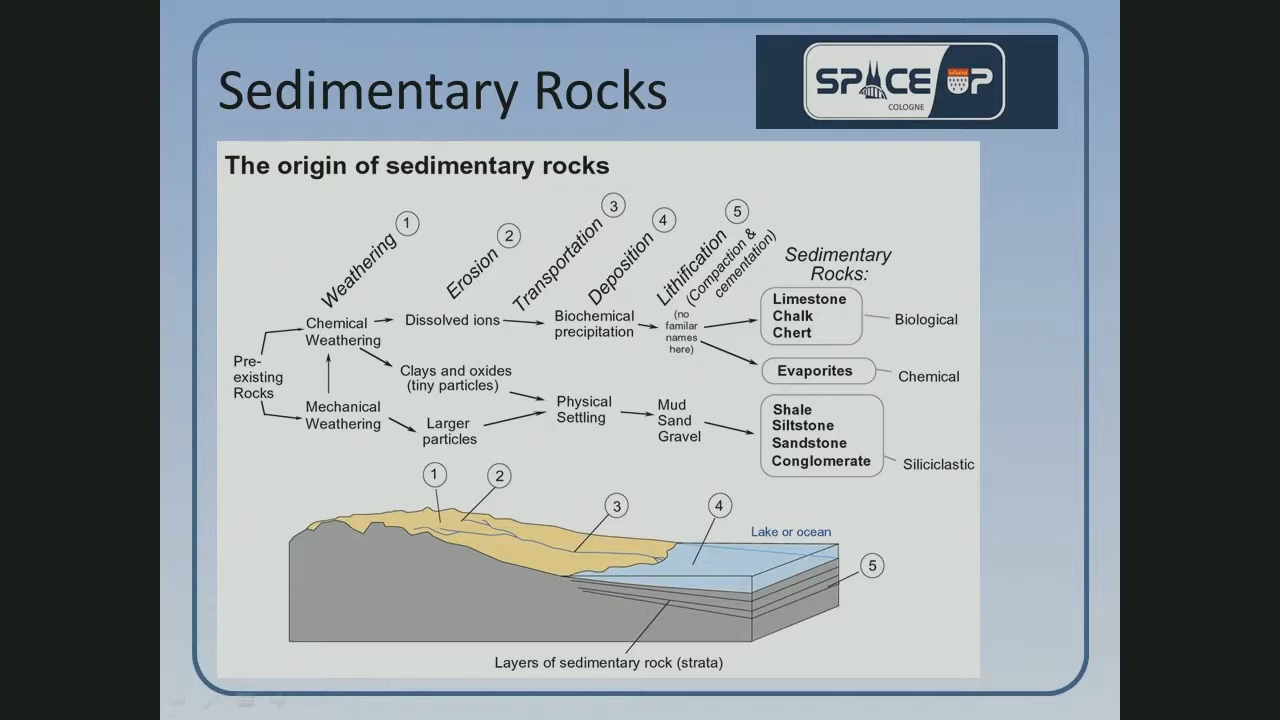 Sedimentary Rocks
SPACE UP
COLOGNE
The origin of sedimentary rocks
Weathering 1
Erosion 2
Transportation 3
Deposition 4
Lithification 5
(Compaction &
cementation)
Sedimentary
Rocks:
Pre-
existing
Rocks
Chemical
Weathering
Mechanical
Weathering
Dissolved ions
Clays and oxides
(tiny particles)
Larger
particles
Biochemical
precipitation
Physical
Settling
(no
familar
names
here)
Mud
Sand
Gravel
Limestone
Chalk
Chert
Biological
Evaporites
Chemical
Shale
Siltstone
Sandstone
Conglomerate
Siliciclastic
1
2
3
4
Lake or ocean
5
Layers of sedimentary rock (strata)